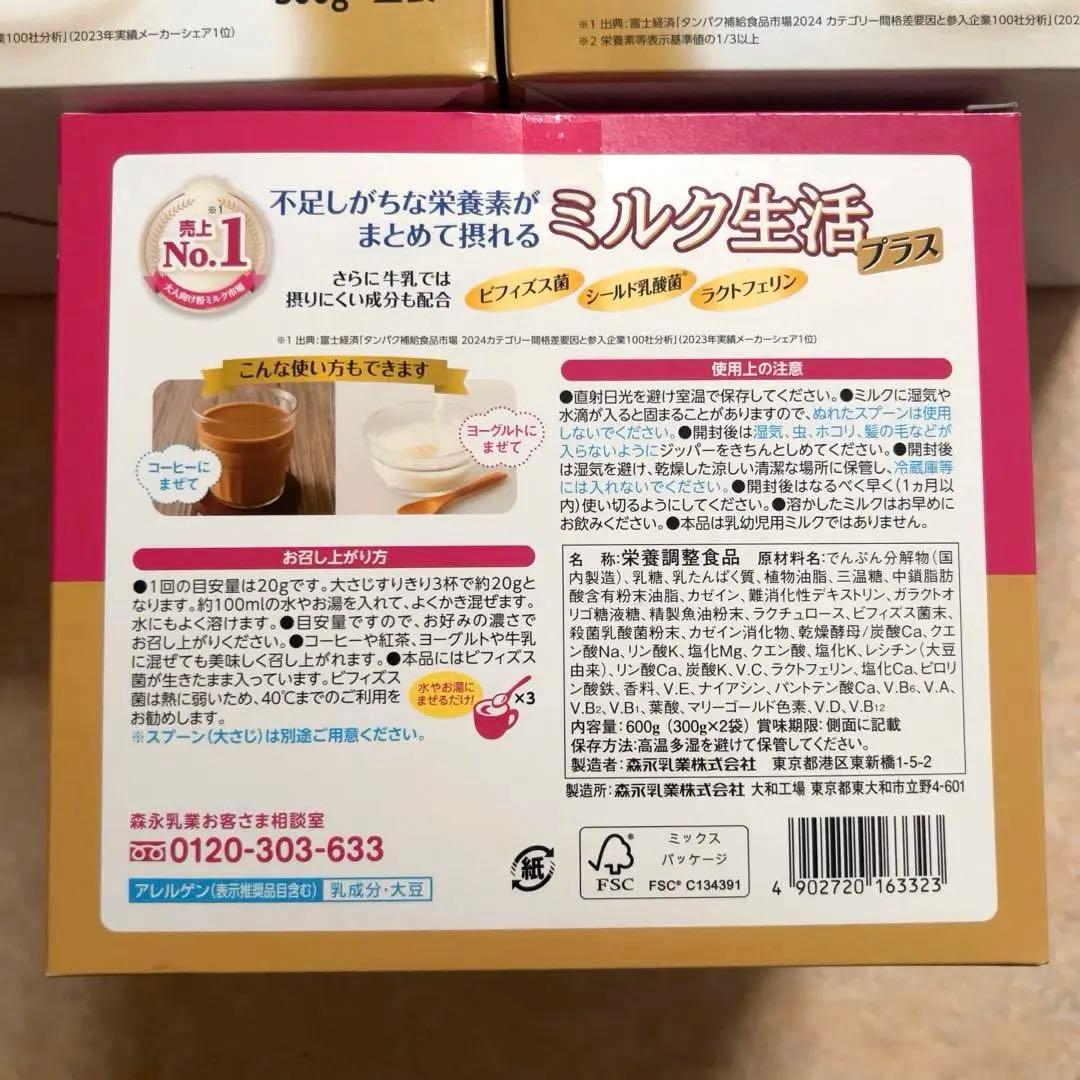 業100社分析」(2023年実績メーカーシェア1位)
※1 出典:富士経済「タンパク補給食品市場2024 カテゴリー間格差要因と参入企業100社分析」(202
※2 栄養素等表示基準値の1/3以上
※1
売上
No.1
大人向け粉ミルク市場
不足しがちな栄養素が
まとめて摂れる
ミルク生活
プラス
さらに牛乳では
摂りにくい成分も配合
ビフィズス菌
シールド乳酸菌®
ラクトフェリン
※1 出典:富士経済「タンパク補給食品市場 2024カテゴリー間格差要因と参入企業100社分析」(2023年実績メーカーシェア1位)
こんな使い方もできます
コーヒーに
まぜて
ヨーグルトに
まぜて
お召し上がり方
●1回の目安量は20gです。大さじすりきり3杯で約20gと
なります。約100mlの水やお湯を入れて、よくかき混ぜます。
水にもよく溶けます。●目安量ですので、お好みの濃さで
お召し上がりください。●コーヒーや紅茶、ヨーグルトや牛乳
に混ぜても美味しく召し上がれます。●本品にはビフィズス
菌が生きたまま入っています。ビフィズス
菌は熱に弱いため、40℃までのご利用を
お勧めします。
※スプーン(大さじ)は別途ご用意ください。
水やお湯に
まぜるだけ!
×3
使用上の注意
●直射日光を避け室温で保存してください。●ミルクに湿気や
水滴が入ると固まることがありますので、ぬれたスプーンは使用
しないでください。●開封後は湿気、虫、ホコリ、髪の毛などが
入らないようにジッパーをきちんとしめてください。●開封後
は湿気を避け、乾燥した涼しい清潔な場所に保管し、冷蔵庫等
には入れないでください。●開封後はなるべく早く(1ヵ月以
内)使い切るようにしてください。●溶かしたミルクはお早めに
お飲みください。●本品は乳幼児用ミルクではありません。
名 称:栄養調整食品 原材料名:でんぷん分解物(国
内製造)、乳糖、乳たんぱく質、植物油脂、三温糖、中鎖脂肪
酸含有粉末油脂、カゼイン、難消化性デキストリン、ガラクトオ
リゴ糖液糖、精製魚油粉末、ラクチュロース、ビフィズス菌末、
殺菌乳酸菌粉末、カゼイン消化物、乾燥酵母/炭酸Ca、クエ
ン酸Na、リン酸K、塩化Mg、クエン酸、塩化K、レシチン(大豆
由来)、リン酸Ca、炭酸K、V.C、ラクトフェリン、塩化Ca、ピロリ
ン酸鉄、香料、V.E、ナイアシン、パントテン酸Ca、V.B6、V.A、
V.B2、V.B1、葉酸、マリーゴールド色素、V.D、V.B12
内容量:600g (300g×2袋) 賞味期限:側面に記載
保存方法:高温多湿を避けて保管してください。
製造者:森永乳業株式会社 東京都港区東新橋1-5-2
製造所:森永乳業株式会社 大和工場 東京都東大和市立野4-601
森永乳業お客さま相談室
0120-303-633
アレルゲン(表示推奨品目含む) 乳成分・大豆
紙
FSC®
ミックス
パッケージ
FSC® C134391
4 902720 163323